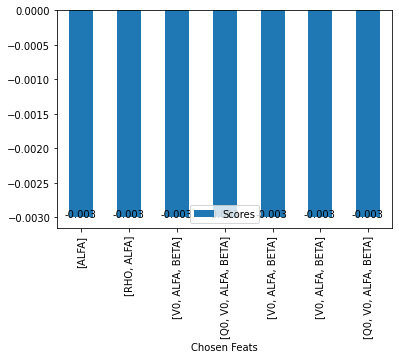 0.0000
−0.0005
−0.0010
−0.0015
−0.0020
−0.0025
−0.0030
-0.003 -0.003 -0.003 -0.003 -0.003 -0.003 -0.003
Scores
[ALFA]
[RHO, ALFA]
[V0, ALFA, BETA]
[Q0, V0, ALFA, BETA]
[V0, ALFA, BETA]
[V0, ALFA, BETA]
[Q0, V0, ALFA, BETA]
Chosen Feats